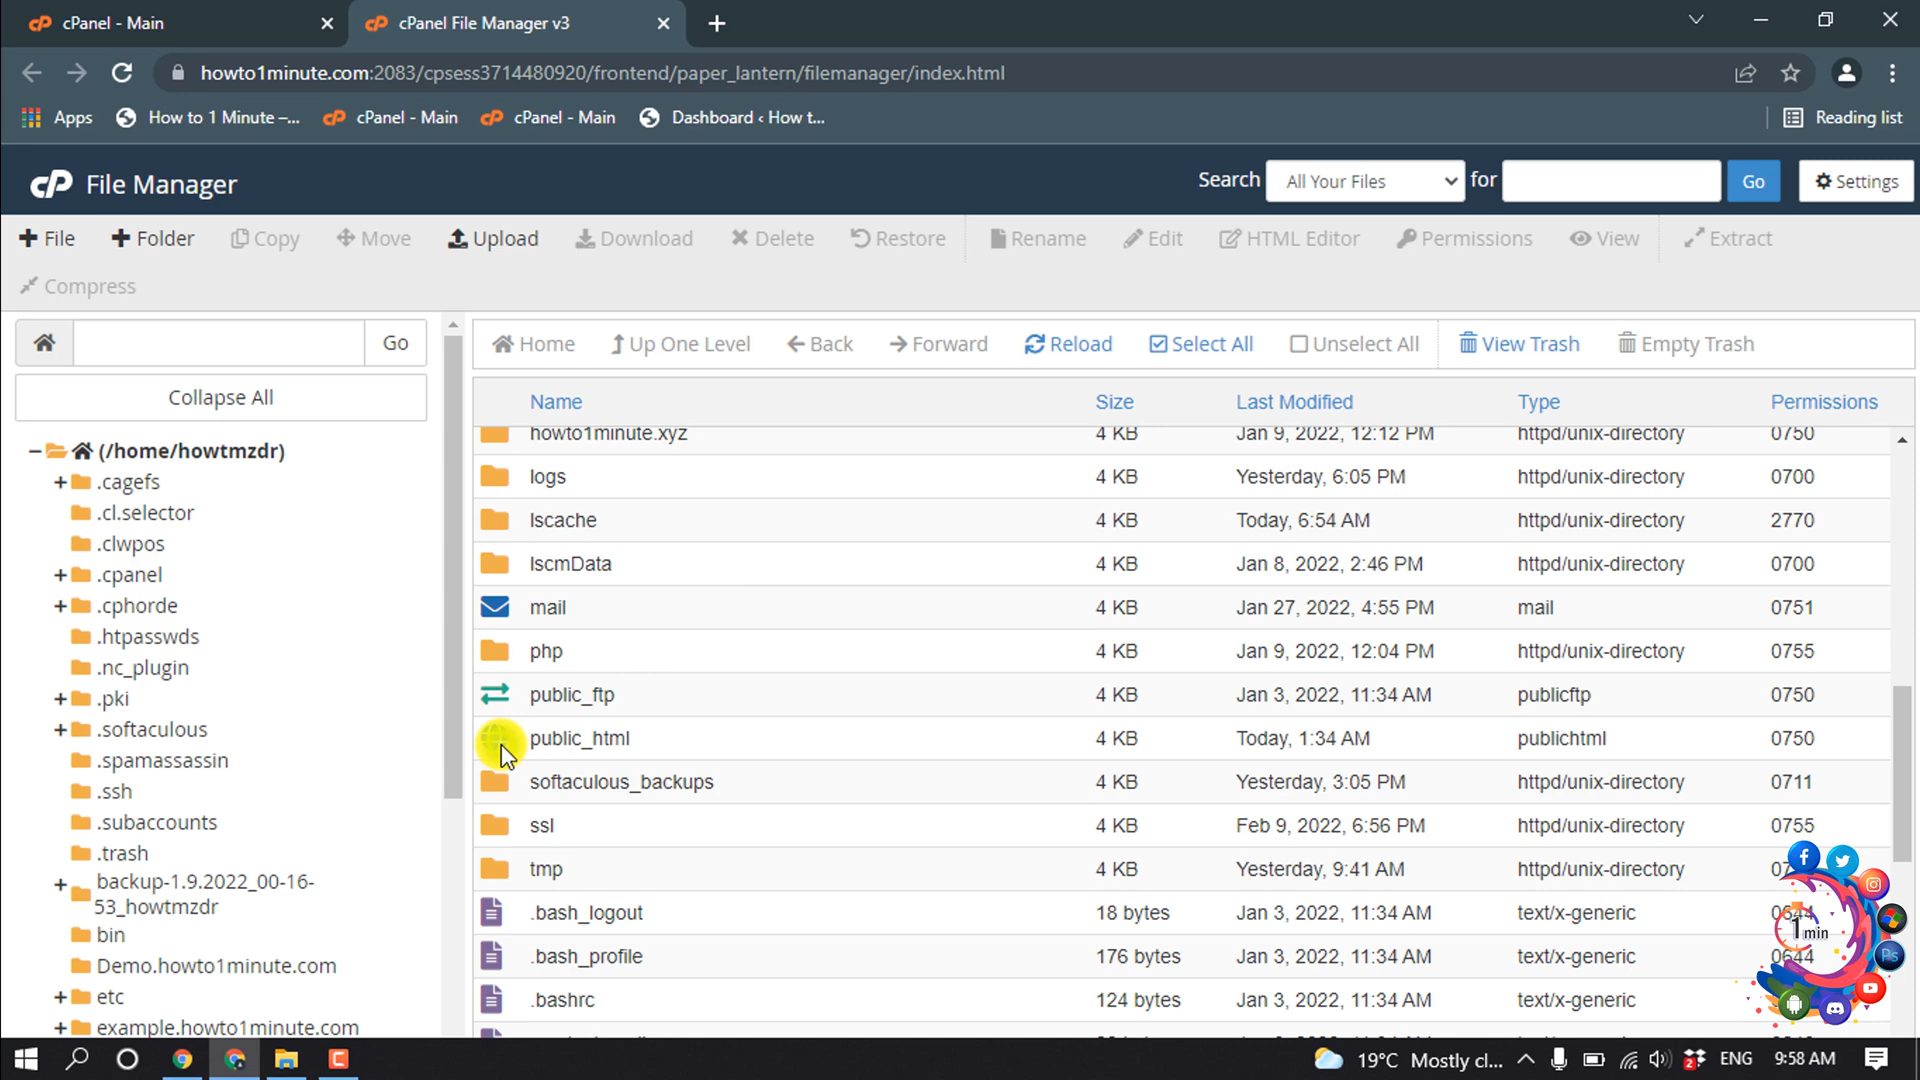 cPanel - Main
cPanel File Manager v3
howto1minute.com:2083/cpsess3714480920/frontend/paper_lantern/filemanager/index.html
Apps How to 1 Minute –... cPanel - Main cPanel - Main Dashboard ‹ How t... Reading list
cP File Manager Search All Your Files for Go Settings
File Folder Copy Move Upload Download Delete Restore Rename Edit HTML Editor Permissions View Extract
Compress
Go Home Up One Level Back Forward Reload Select All Unselect All View Trash Empty Trash
Collapse All
(/home/howtmzdr)
.cagefs
.cl.selector
.clwpos
.cpanel
.cphorde
.htpasswds
.nc_plugin
.pki
.softaculous
.spamassassin
.ssh
.subaccounts
.trash
backup-1.9.2022_00-16-
53_howtmzdr
bin
Demo.howto1minute.com
etc
example.howto1minute.com
Name Size Last Modified Type Permissions
howto1minute.xyz 4 KB Jan 9, 2022, 12:12 PM httpd/unix-directory 0750
logs 4 KB Yesterday, 6:05 PM httpd/unix-directory 0700
lscache 4 KB Today, 6:54 AM httpd/unix-directory 2770
lscmData 4 KB Jan 8, 2022, 2:46 PM httpd/unix-directory 0700
mail 4 KB Jan 27, 2022, 4:55 PM mail 0751
php 4 KB Jan 9, 2022, 12:04 PM httpd/unix-directory 0755
public_ftp 4 KB Jan 3, 2022, 11:34 AM publicftp 0750
public_html 4 KB Today, 1:34 AM publichtml 0750
softaculous_backups 4 KB Yesterday, 3:05 PM httpd/unix-directory 0711
ssl 4 KB Feb 9, 2022, 6:56 PM httpd/unix-directory 0755
tmp 4 KB Yesterday, 9:41 AM httpd/unix-directory
.bash_logout 18 bytes Jan 3, 2022, 11:34 AM text/x-generic 0644
.bash_profile 176 bytes Jan 3, 2022, 11:34 AM text/x-generic 0644
.bashrc 124 bytes Jan 3, 2022, 11:34 AM text/x-generic
1min
Ps
19°C Mostly cl... 2 ENG 9:58 AM